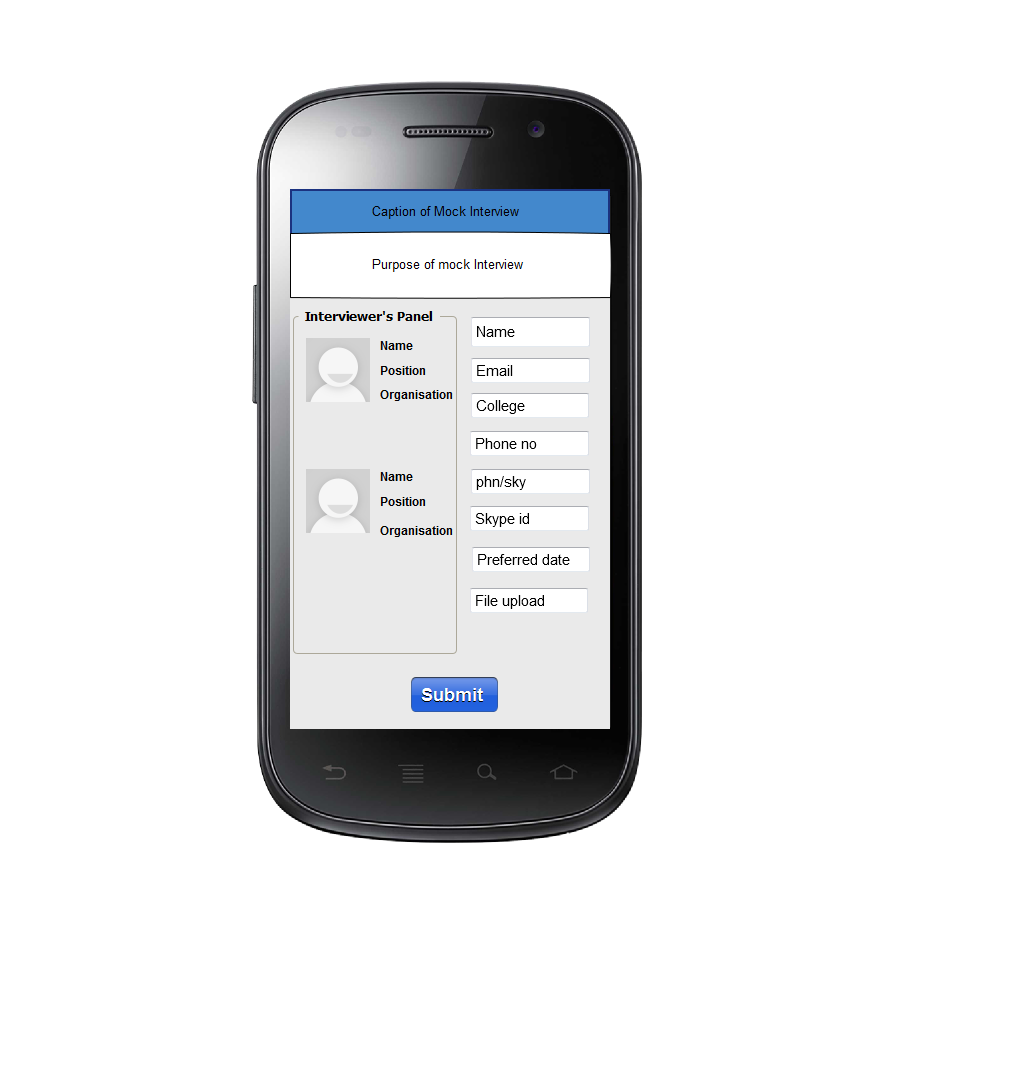 Caption of Mock Interview
Purpose of mock Interview
Interviewer's Panel
Name
Position
Organisation
Name
Position
Organisation
Name
Email
College
Phone no
phn/sky
Skype id
Preferred date
File upload
Submit